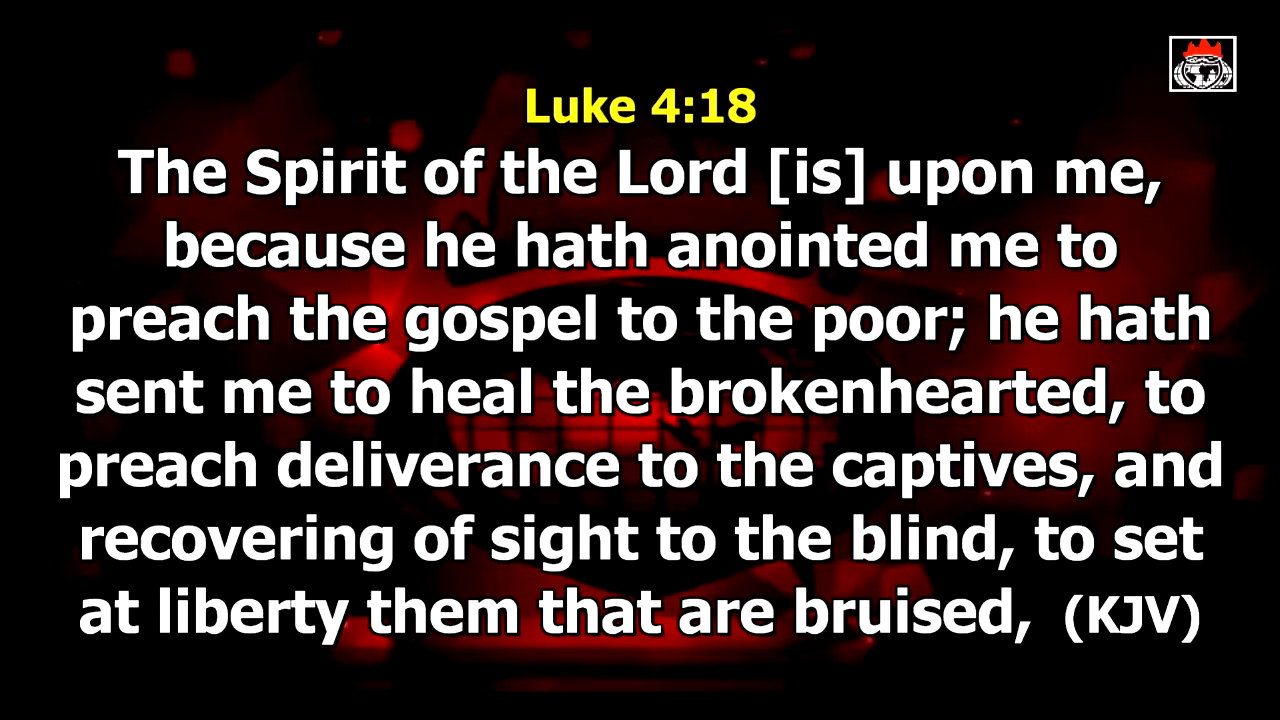 Luke 4:18
The Spirit of the Lord [is] upon me,
because he hath anointed me to
preach the gospel to the poor; he hath
sent me to heal the brokenhearted, to
preach deliverance to the captives, and
recovering of sight to the blind, to set
at liberty them that are bruised, (KJV)